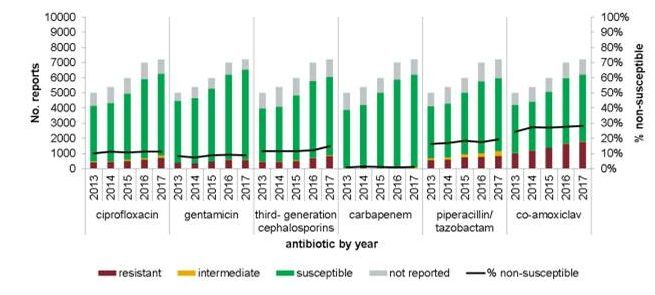 10000 100%
9000 90%
8000 80%
7000 70%
6000 60%
5000 50%
4000 40%
3000 30%
2000 20%
1000 10%
0 0%
No. reports
% non-susceptible
2013 2014 2015 2016 2017 2013 2014 2015 2016 2017 2013 2014 2015 2016 2017 2013 2014 2015 2016 2017 2013 2014 2015 2016 2017 2013 2014 2015 2016 2017
ciprofloxacin gentamicin third- generation carbapenem piperacillin/ co-amoxiclav
cephalosporins tazobactam
antibiotic by year
resistant intermediate susceptible not reported % non-susceptible